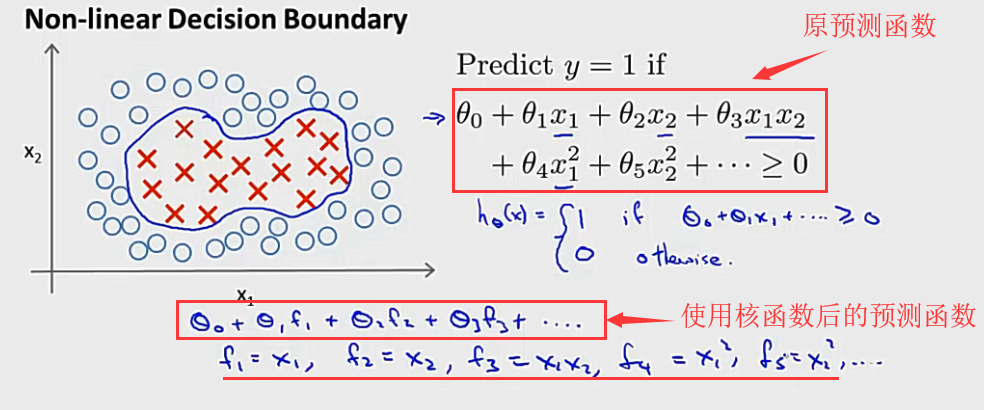 Non-linear Decision Boundary
原预测函数
Predict y = 1 if
θ₀ + θ₁x₁ + θ₂x₂ + θ₃x₁x₂
+ θ₄x₁² + θ₅x₂² + ⋯ ≥ 0
hθ(x) = { 1 if θ₀+θ₁x₁+⋯ ≥ 0
0 otherwise.
x₂
x₁
θ₀ + θ₁f₁ + θ₂f₂ + θ₃f₃ + ....
使用核函数后的预测函数
f₁ = x₁, f₂ = x₂, f₃ = x₁x₂, f₄ = x₁², f₅ = x₂², ....